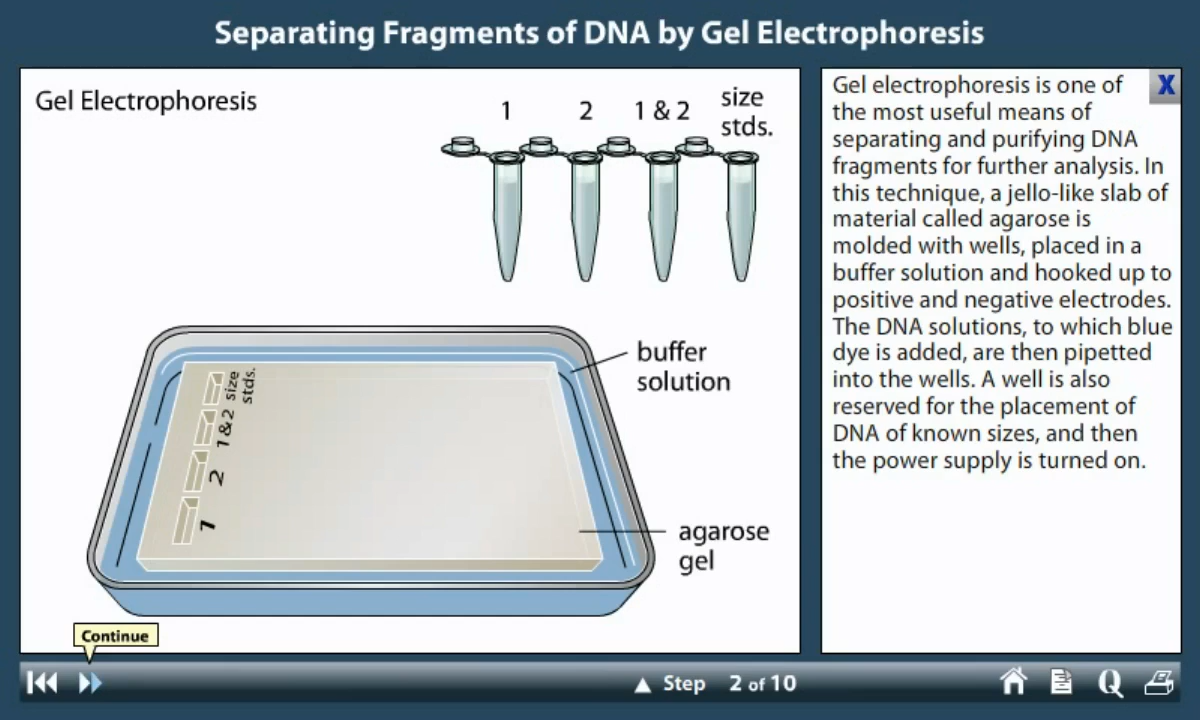 Separating Fragments of DNA by Gel Electrophoresis
Gel Electrophoresis
1
2
1 & 2
size
stds.
size
stds.
1 & 2
2
1
buffer
solution
agarose
gel
X
Gel electrophoresis is one of
the most useful means of
separating and purifying DNA
fragments for further analysis. In
this technique, a jello-like slab of
material called agarose is
molded with wells, placed in a
buffer solution and hooked up to
positive and negative electrodes.
The DNA solutions, to which blue
dye is added, are then pipetted
into the wells. A well is also
reserved for the placement of
DNA of known sizes, and then
the power supply is turned on.
Continue
Step 2 of 10
Q